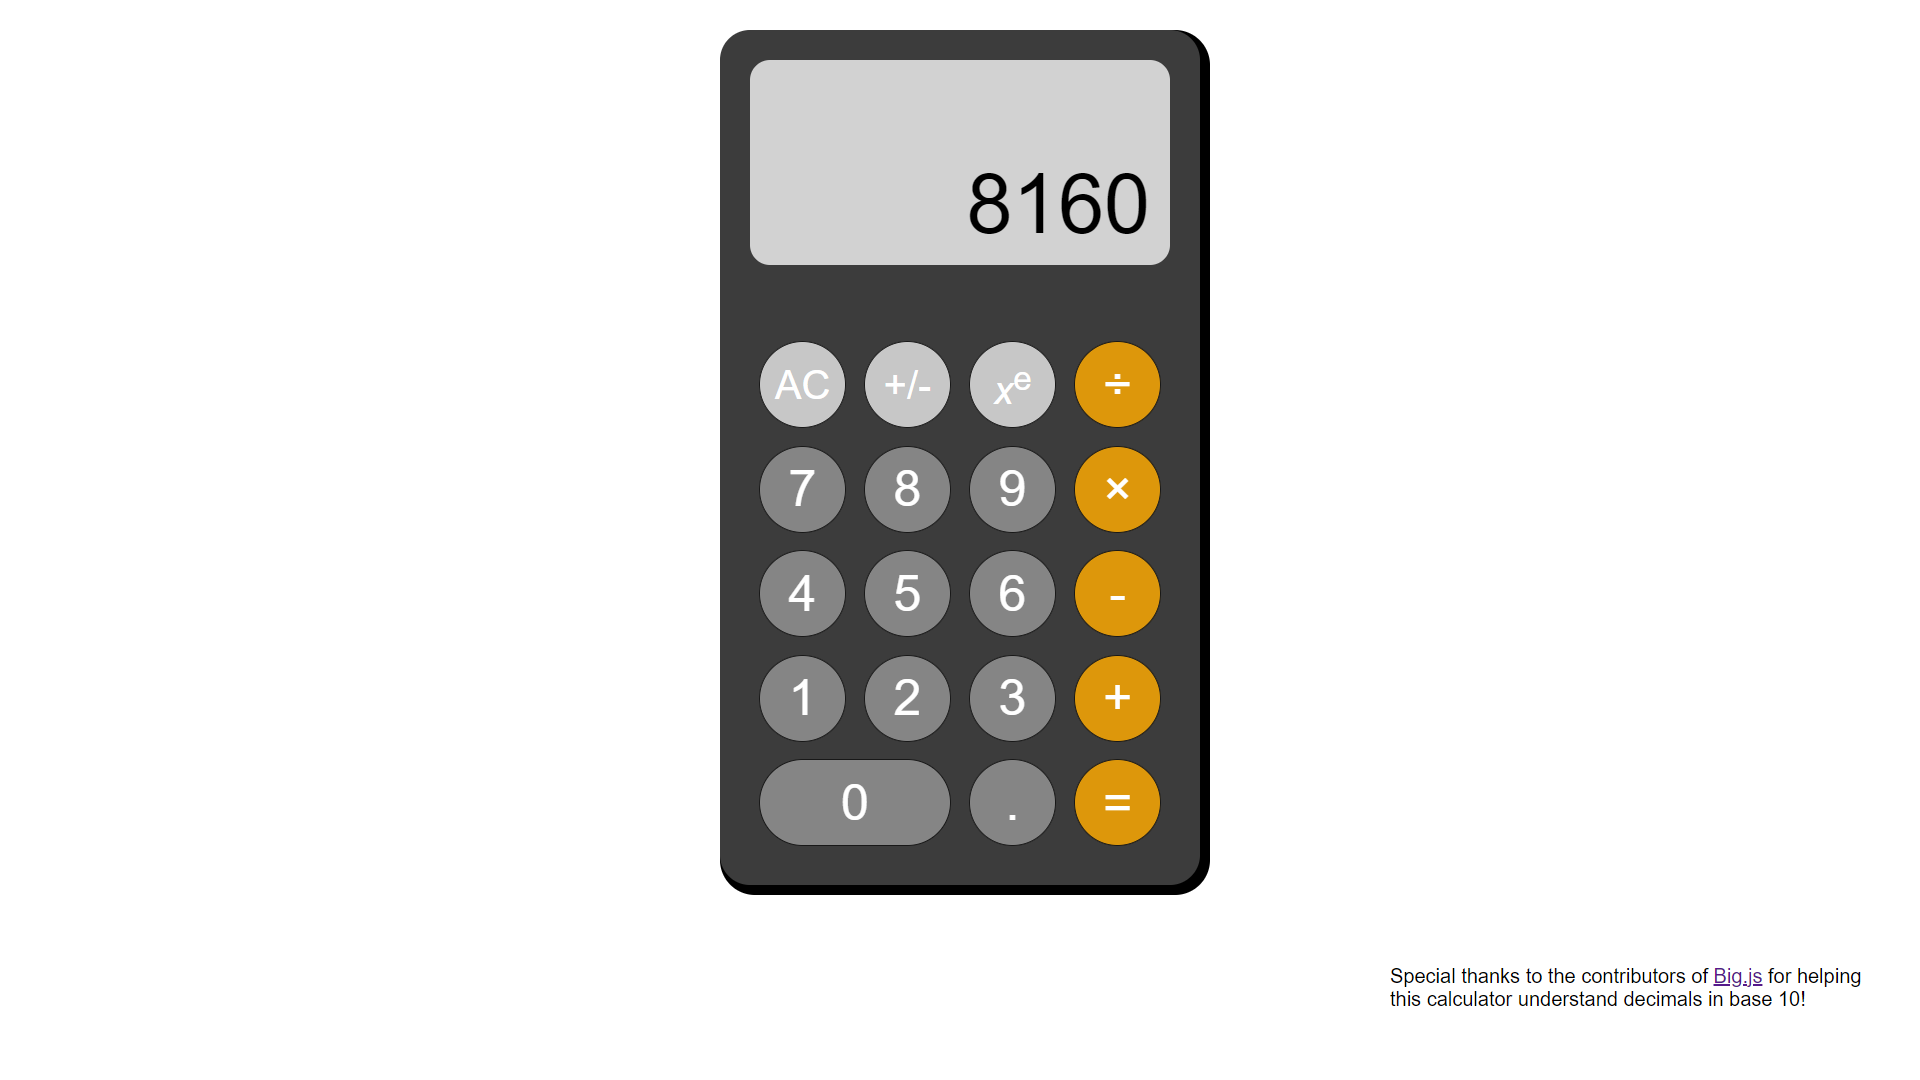 8160
AC +/- xᵉ ÷
7 8 9 ×
4 5 6 -
1 2 3 +
0 . =
Special thanks to the contributors of Big.js for helping
this calculator understand decimals in base 10!